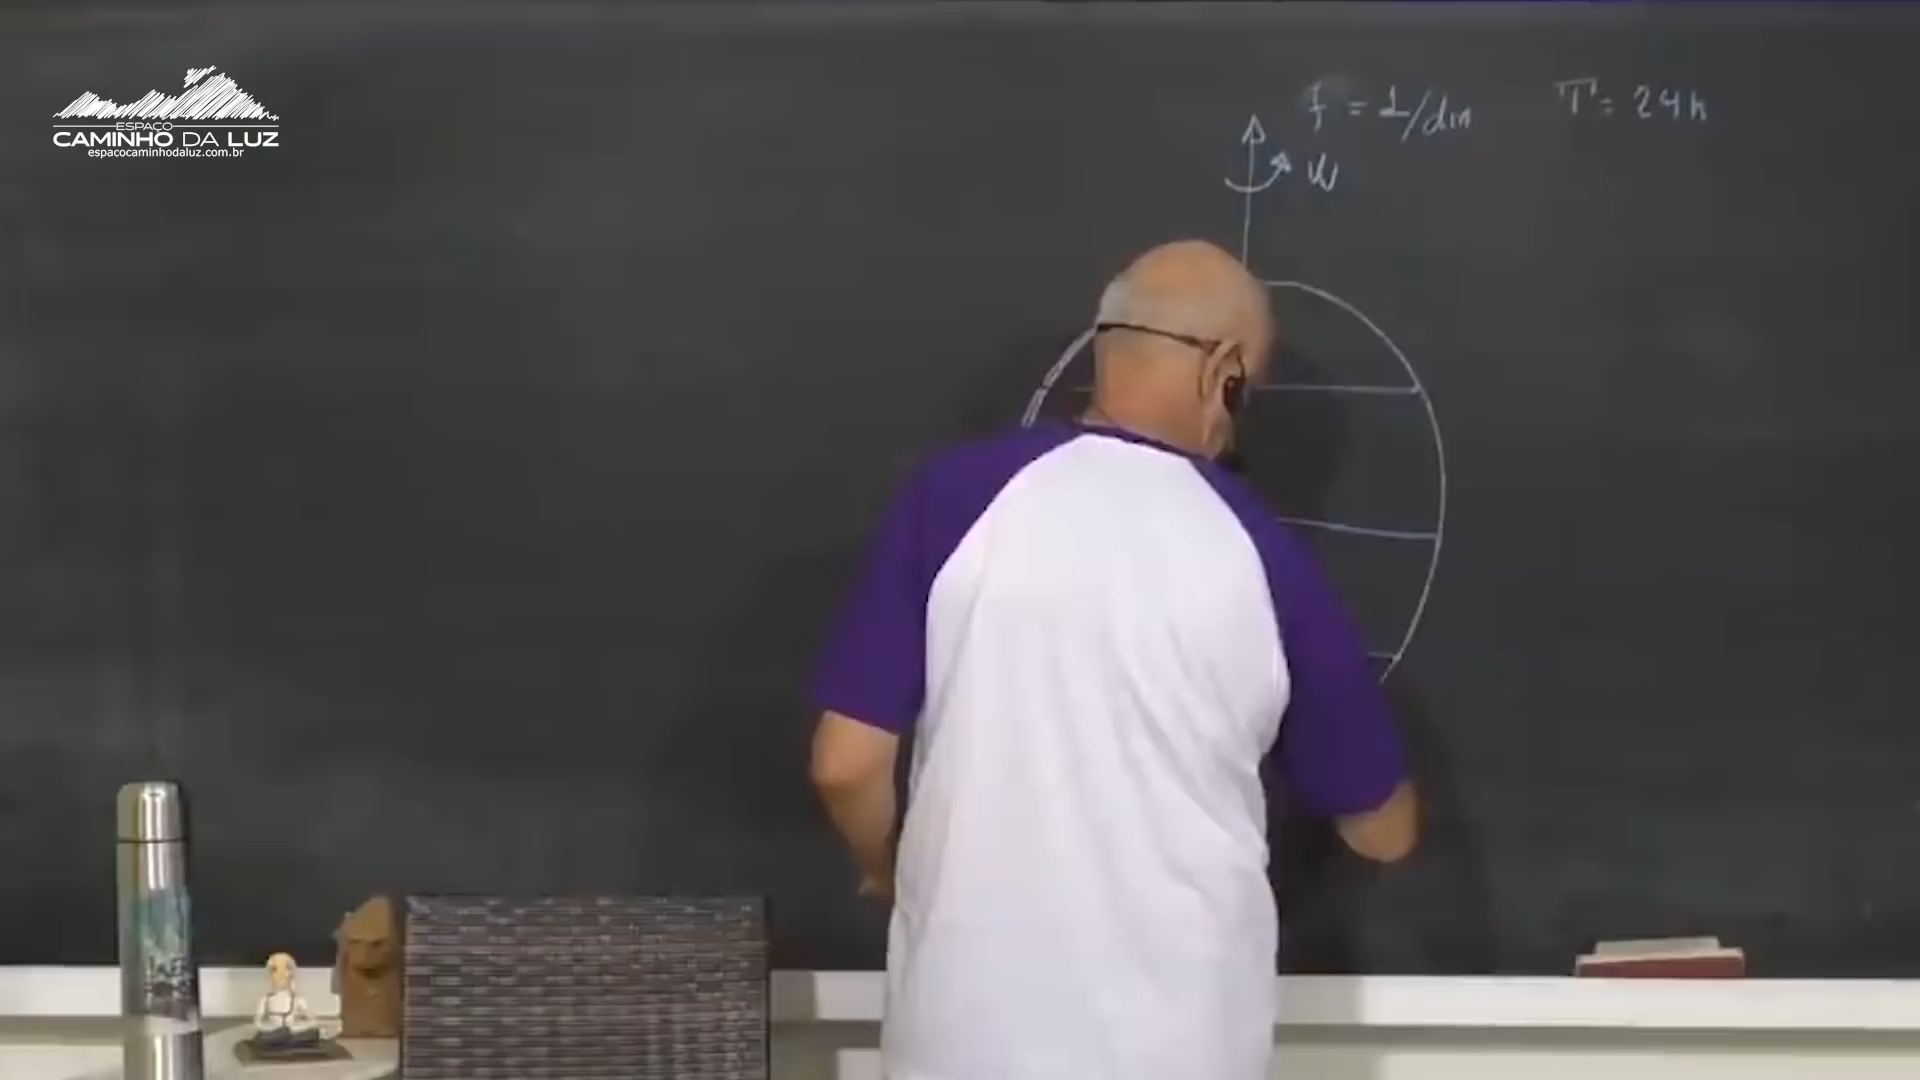 ESPAÇO
CAMINHO DA LUZ
espacocaminhodaluz.com.br
f = 1/dia T = 24h
W